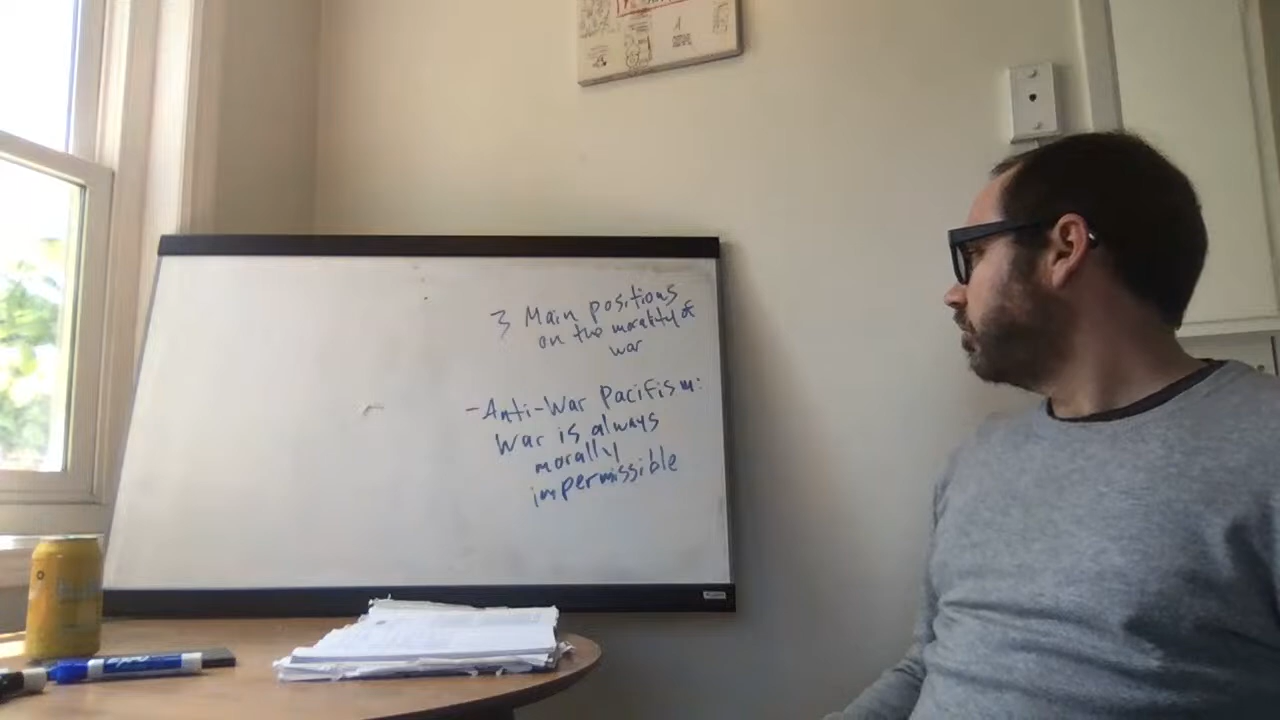 3 Main positions
on the morality of
war
-Anti-War Pacifism:
War is always
morally
impermissible